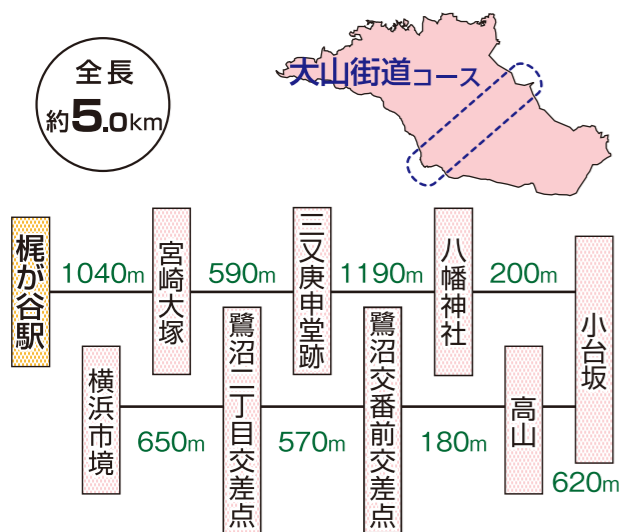 全長
約5.0km
大山街道コース
梶が谷駅
1040m
宮崎大塚
590m
三又庚申堂跡
1190m
八幡神社
200m
小台坂
620m
高山
180m
鷺沼交番前交差点
570m
鷺沼二丁目交差点
650m
横浜市境